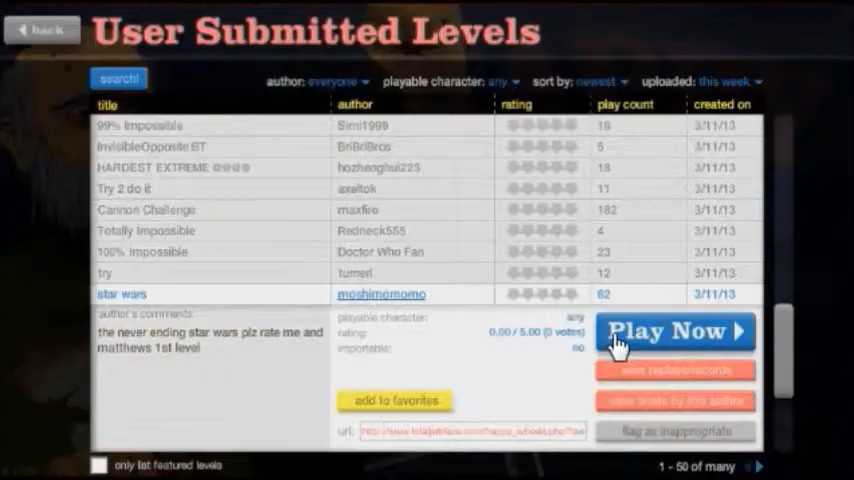 back
User Submitted Levels
search!
author: everyone playable character: any sort by: newest uploaded: this week
title author rating play count created on
99% Impossible Simi1999 18 3/11/13
InvisibleOpposite BT BriBriBros 5 3/11/13
HARDEST EXTREME @@@@ hozhenghui223 18 3/11/13
Try 2 do it axeltok 11 3/11/13
Cannon Challenge maxfire 182 3/11/13
Totally Impossible Redneck555 4 3/11/13
100% Impossible Doctor Who Fan 23 3/11/13
try tumerl 12 3/11/13
star wars moshimomomo 62 3/11/13
author's comments:
the never ending star wars plz rate me and
matthews 1st level
playable character: any
rating: 0.00 / 5.00 (0 votes)
importable: no
Play Now
view replays/records
view levels by this author
add to favorites
url:
flag as inappropriate
only list featured levels
1 - 50 of many